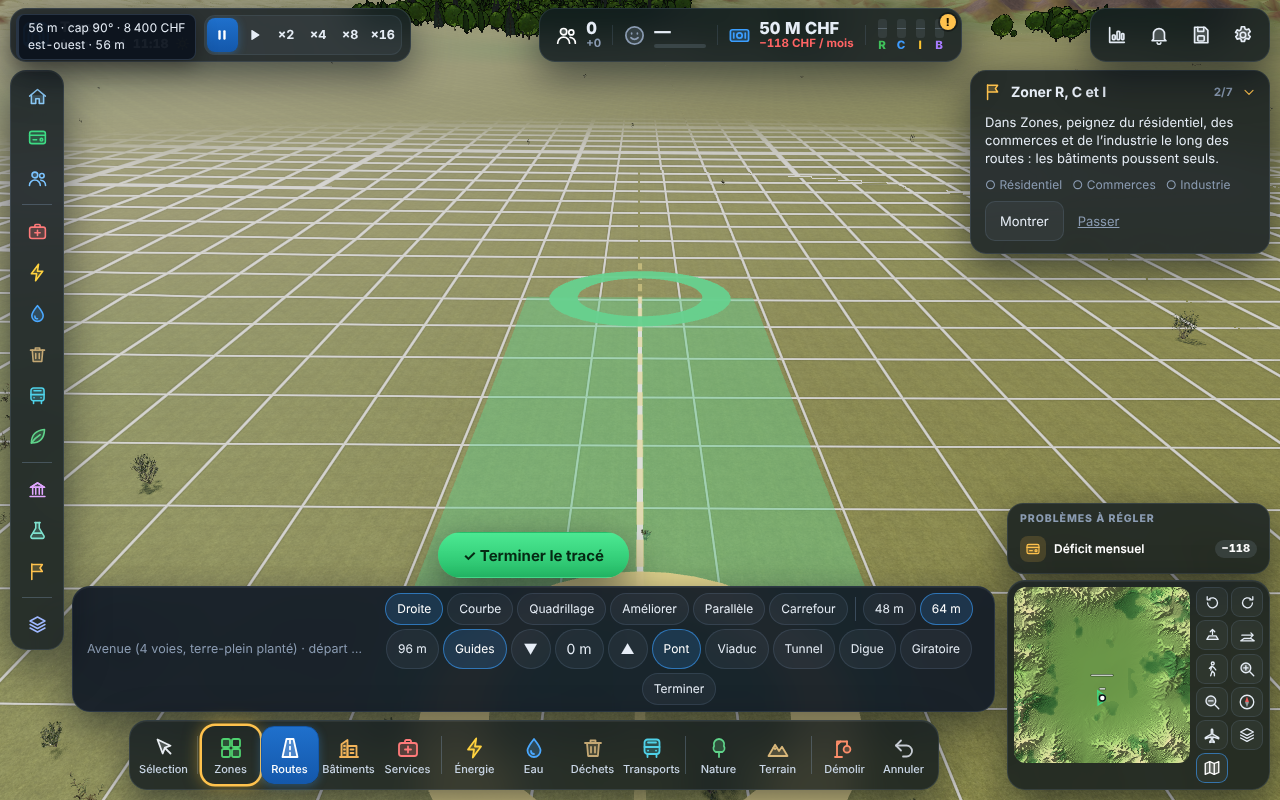 56 m · cap 90° · 8 400 CHF
est-ouest · 56 m
×2
×4
×8
×16
0
+0
—
50 M CHF
−118 CHF / mois
R
C
I
B
!
Zoner R, C et I
2/7
Dans Zones, peignez du résidentiel, des
commerces et de l’industrie le long des
routes : les bâtiments poussent seuls.
Résidentiel
Commerces
Industrie
Montrer
Passer
✓ Terminer le tracé
PROBLÈMES À RÉGLER
Déficit mensuel
−118
Droite
Courbe
Quadrillage
Améliorer
Parallèle
Carrefour
48 m
64 m
Avenue (4 voies, terre-plein planté) · départ ...
96 m
Guides
▼
0 m
▲
Pont
Viaduc
Tunnel
Digue
Giratoire
Terminer
Sélection
Zones
Routes
Bâtiments
Services
Énergie
Eau
Déchets
Transports
Nature
Terrain
Démolir
Annuler